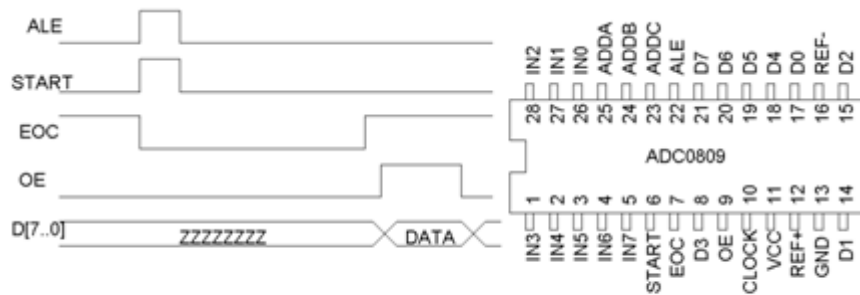 ALE
START
EOC
OE
D[7..0]
ZZZZZZZZ
DATA
IN2 IN1 IN0 ADDA ADDB ADDC ALE D7 D6 D5 D4 D0 REF- D2
28 27 26 25 24 23 22 21 20 19 18 17 16 15
ADC0809
1 2 3 4 5 6 7 8 9 10 11 12 13 14
IN3 IN4 IN5 IN6 IN7 START EOC D3 OE CLOCK VCC REF+ GND D1